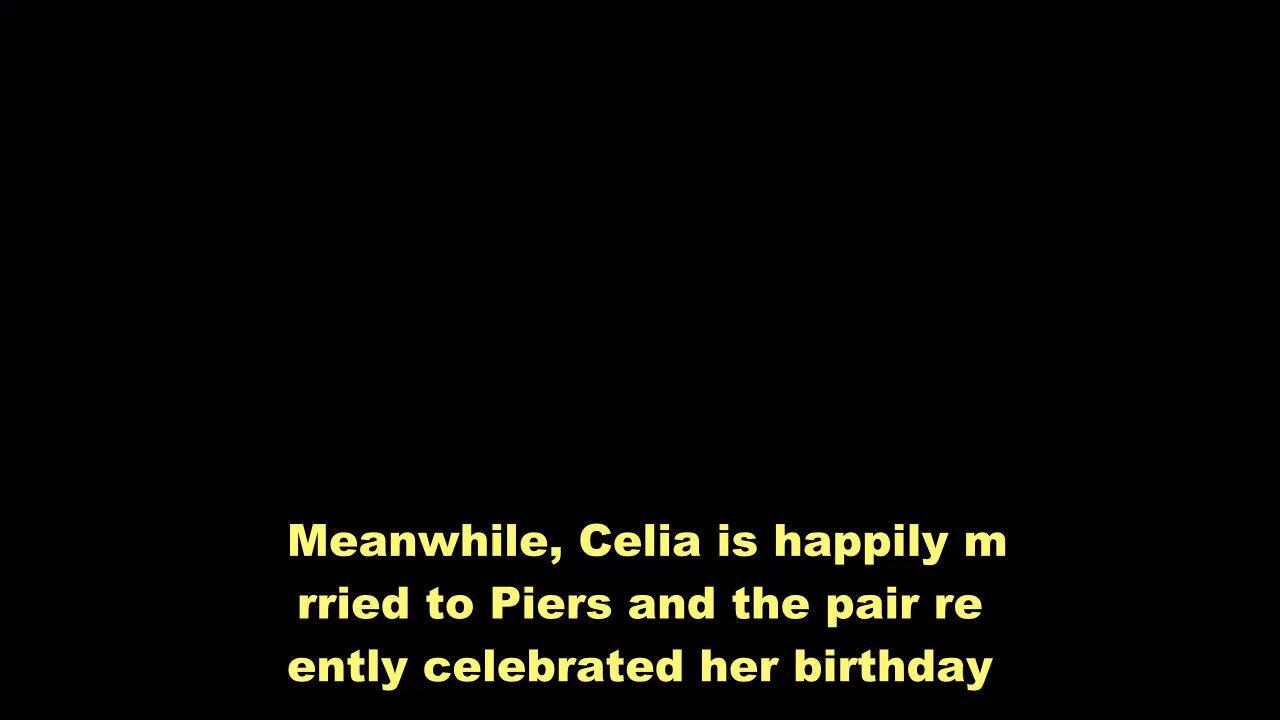 Meanwhile, Celia is happily m
rried to Piers and the pair re
ently celebrated her birthday